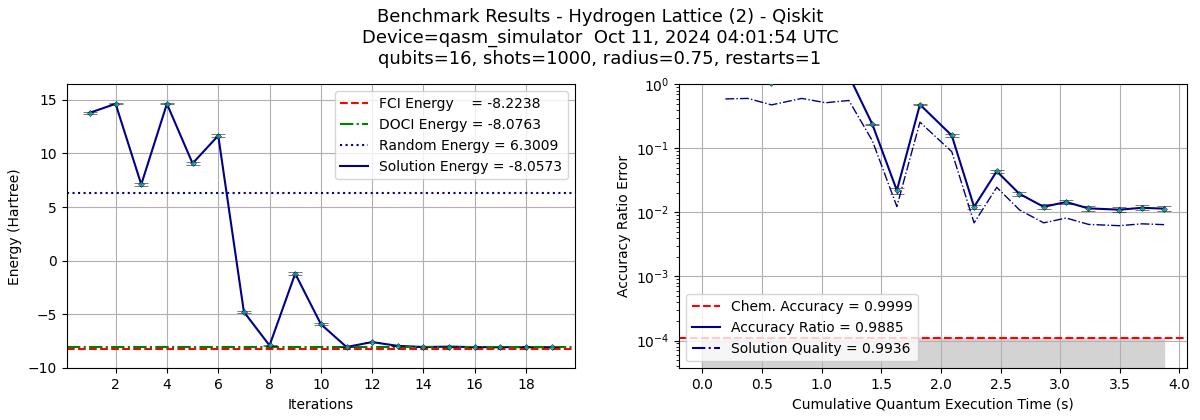 Benchmark Results - Hydrogen Lattice (2) - Qiskit
Device=qasm_simulator  Oct 11, 2024 04:01:54 UTC
qubits=16, shots=1000, radius=0.75, restarts=1
Energy (Hartree)
15
10
5
0
−5
−10
FCI Energy    = -8.2238
DOCI Energy = -8.0763
Random Energy = 6.3009
Solution Energy = -8.0573
2 4 6 8 10 12 14 16 18
Iterations
Accuracy Ratio Error
10⁰
10⁻¹
10⁻²
10⁻³
10⁻⁴
Chem. Accuracy = 0.9999
Accuracy Ratio = 0.9885
Solution Quality = 0.9936
0.0 0.5 1.0 1.5 2.0 2.5 3.0 3.5 4.0
Cumulative Quantum Execution Time (s)